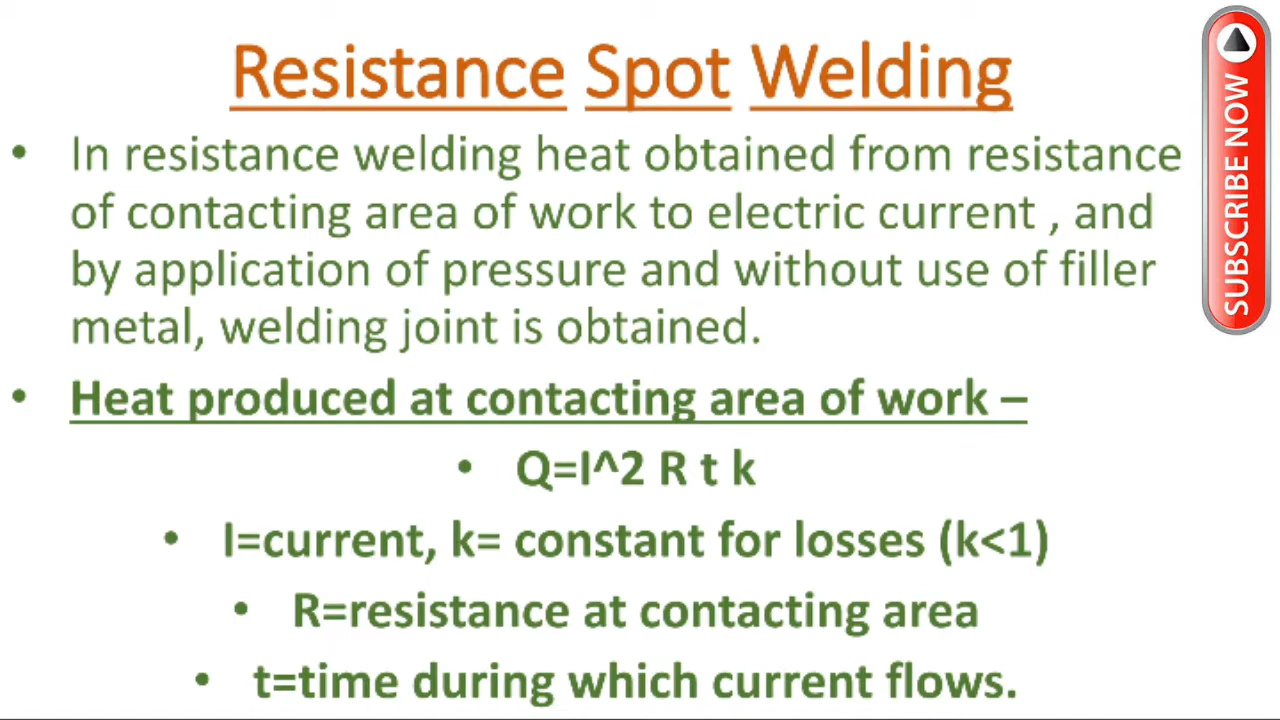 Resistance Spot Welding
• In resistance welding heat obtained from resistance
of contacting area of work to electric current , and
by application of pressure and without use of filler
metal, welding joint is obtained.
• Heat produced at contacting area of work –
• Q=I^2 R t k
• I=current, k= constant for losses (k<1)
• R=resistance at contacting area
• t=time during which current flows.
SUBSCRIBE NOW